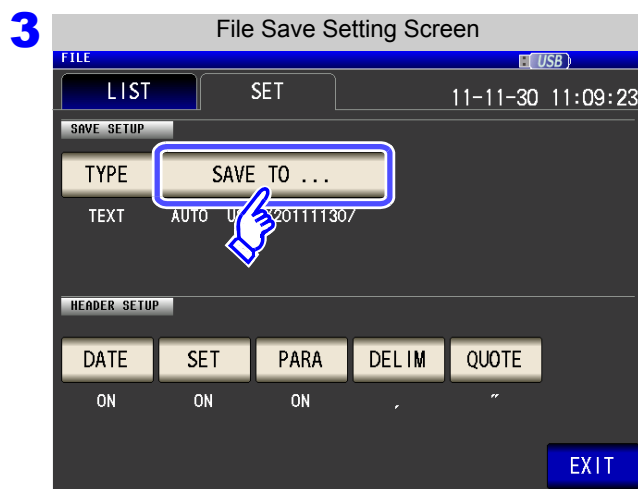 3
File Save Setting Screen
FILE USB
LIST SET 11-11-30 11:09:23
SAVE SETUP
TYPE SAVE TO ...
TEXT AUTO 20111130/
HEADER SETUP
DATE SET PARA DELIM QUOTE
ON ON ON , "
EXIT